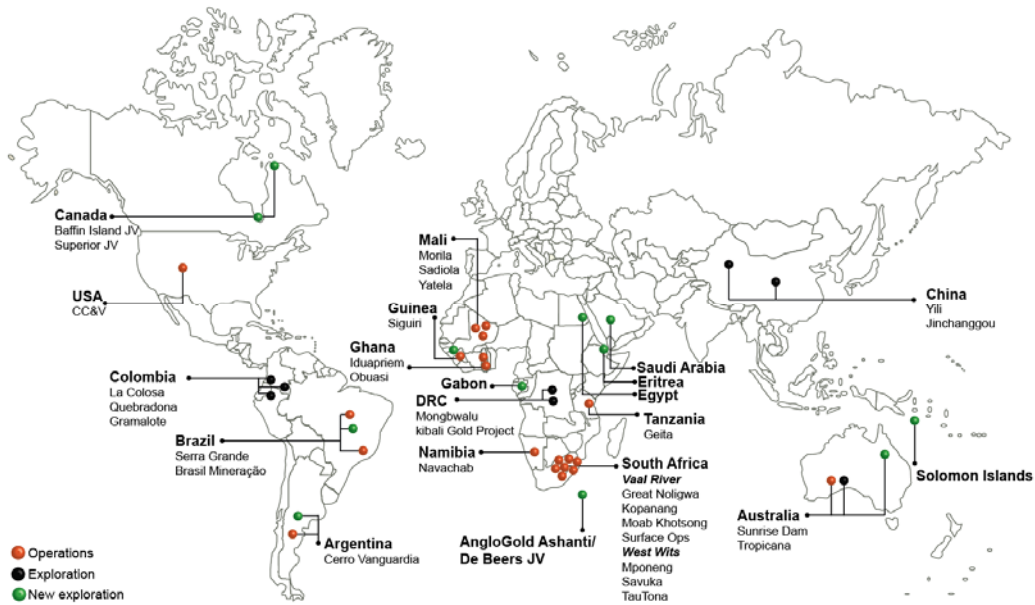 Canada
Baffin Island JV
Superior JV
USA
CC&V
Colombia
La Colosa
Quebradona
Gramalote
Brazil
Serra Grande
Brasil Mineração
Argentina
Cerro Vanguardia
Mali
Morila
Sadiola
Yatela
Guinea
Siguiri
Ghana
Iduapriem
Obuasi
Gabon
DRC
Mongbwalu
kibali Gold Project
Namibia
Navachab
AngloGold Ashanti/
De Beers JV
Saudi Arabia
Eritrea
Egypt
Tanzania
Geita
South Africa
Vaal River
Great Noligwa
Kopanang
Moab Khotsong
Surface Ops
West Wits
Mponeng
Savuka
TauTona
China
Yili
Jinchanggou
Solomon Islands
Australia
Sunrise Dam
Tropicana
Operations
Exploration
New exploration